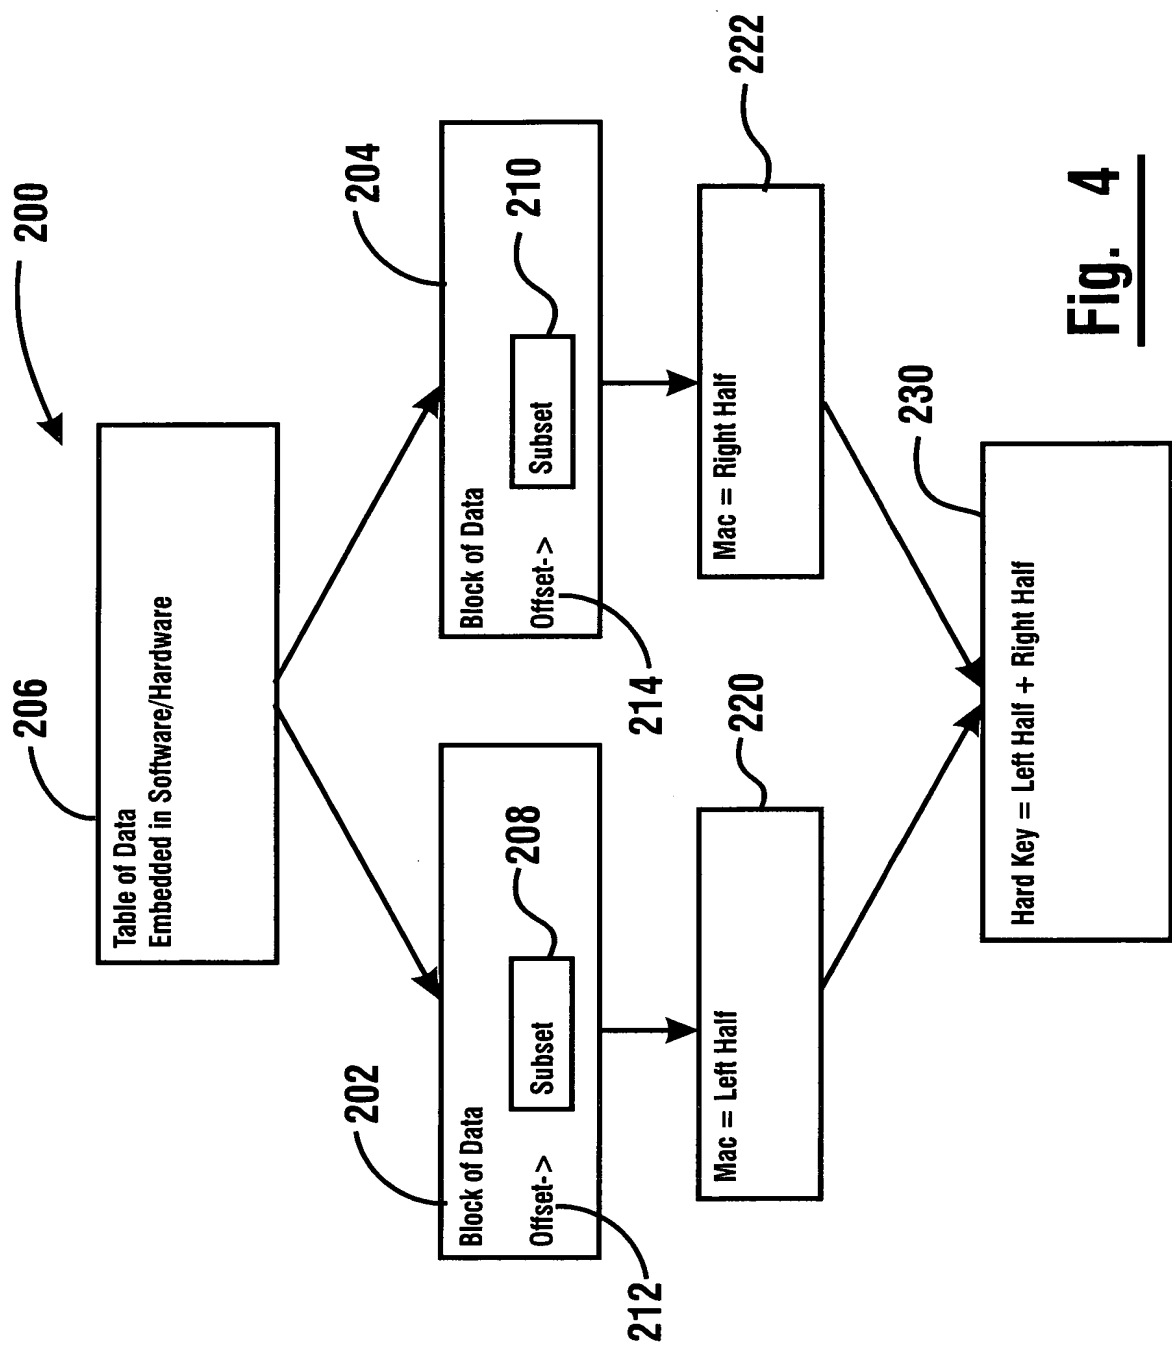 200
206
Table of Data
Embedded in Software/Hardware
202
Block of Data
Offset->
Subset
208
212
204
Block of Data
Offset->
Subset
210
214
Mac = Left Half
220
Mac = Right Half
222
Hard Key = Left Half + Right Half
230
Fig. 4